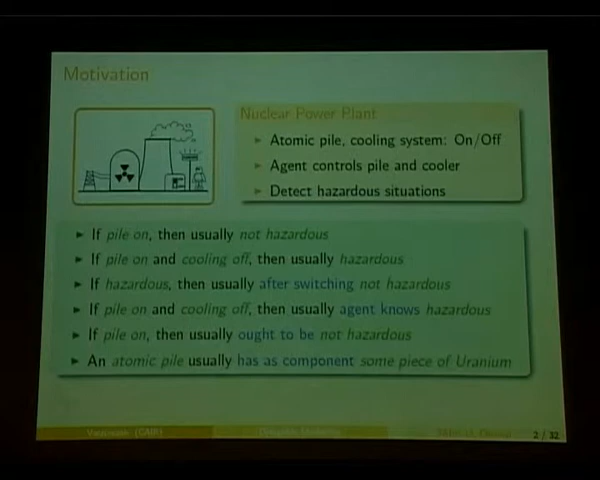 Motivation
Nuclear Power Plant
► Atomic pile, cooling system: On/Off
► Agent controls pile and cooler
► Detect hazardous situations
► If pile on, then usually not hazardous
► If pile on and cooling off, then usually hazardous
► If hazardous, then usually after switching not hazardous
► If pile on and cooling off, then usually agent knows hazardous
► If pile on, then usually ought to be not hazardous
► An atomic pile usually has as component some piece of Uranium
(CAIR)
2 / 32